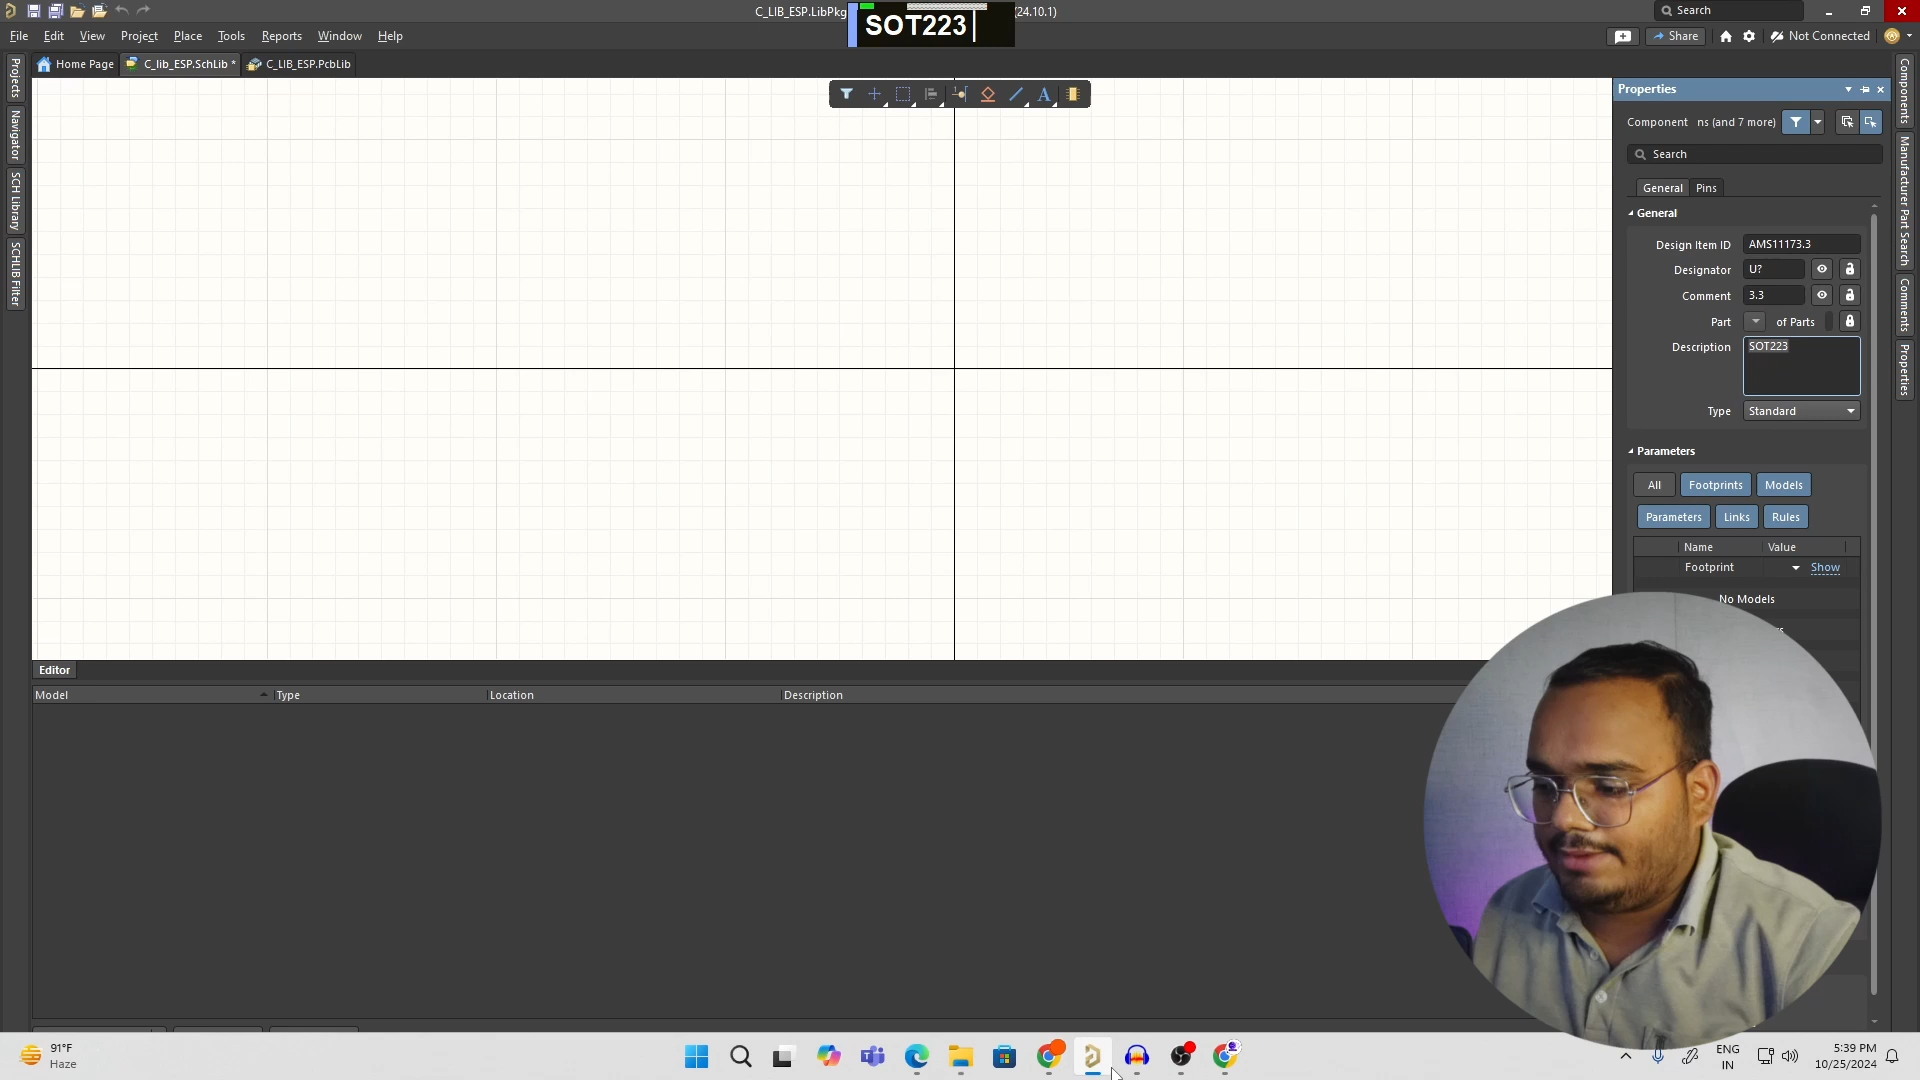 C_LIB_ESP.LibPkg
SOT223
(24.10.1)
Search
File Edit View Project Place Tools Reports Window Help
Share
Not Connected
Home Page
C_lib_ESP.SchLib *
C_LIB_ESP.PcbLib
Projects
Navigator
SCH Library
SCHLIB Filter
A
Properties
Component ns (and 7 more)
Search
General Pins
General
Design Item ID AMS11173.3
Designator U?
Comment 3.3
Part of Parts
Description SOT223
Type Standard
Parameters
All Footprints Models
Parameters Links Rules
Name Value
Footprint Show
No Models
Components
Manufacturer Part Search
Comments
Properties
Editor
Model Type Location Description
91°F
Haze
ENG
IN
5:39 PM
10/25/2024